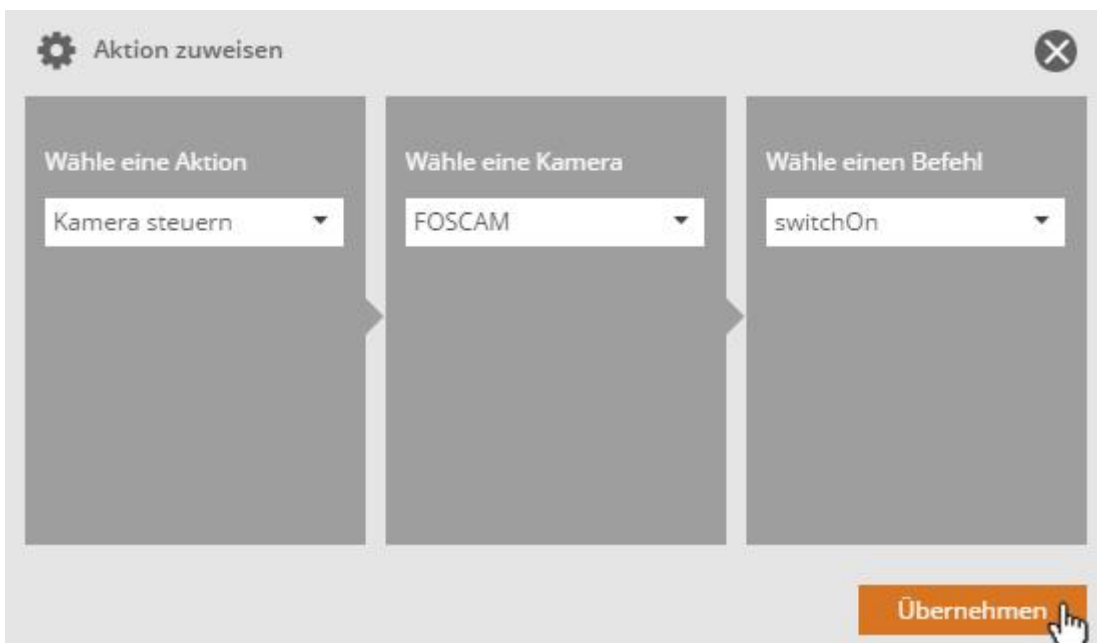 Aktion zuweisen
Wähle eine Aktion
Kamera steuern
Wähle eine Kamera
FOSCAM
Wähle einen Befehl
switchOn
Übernehmen